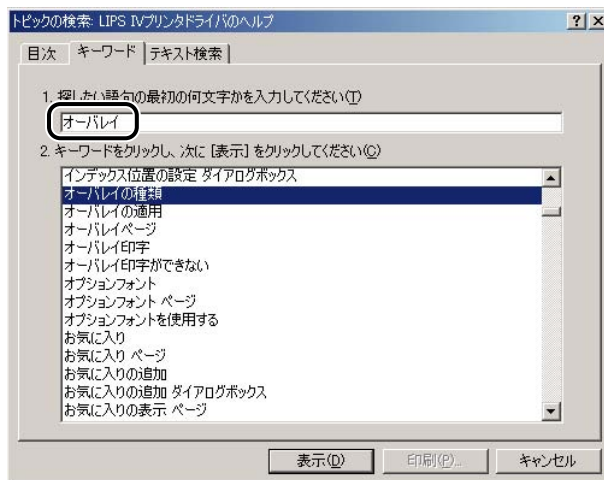 トピックの検索: LIPS IVプリンタドライバのヘルプ
目次 キーワード テキスト検索
1. 探したい語句の最初の何文字かを入力してください(T)
オーバレイ
2. キーワードをクリックし、次に [表示] をクリックしてください(C)
インデックス位置の設定 ダイアログボックス
オーバレイの種類
オーバレイの適用
オーバレイページ
オーバレイ印字
オーバレイ印字ができない
オプションフォント
オプションフォント ページ
オプションフォントを使用する
お気に入り
お気に入り ページ
お気に入りの追加
お気に入りの追加 ダイアログボックス
お気に入りの表示 ページ
表示(D) 印刷(P)... キャンセル